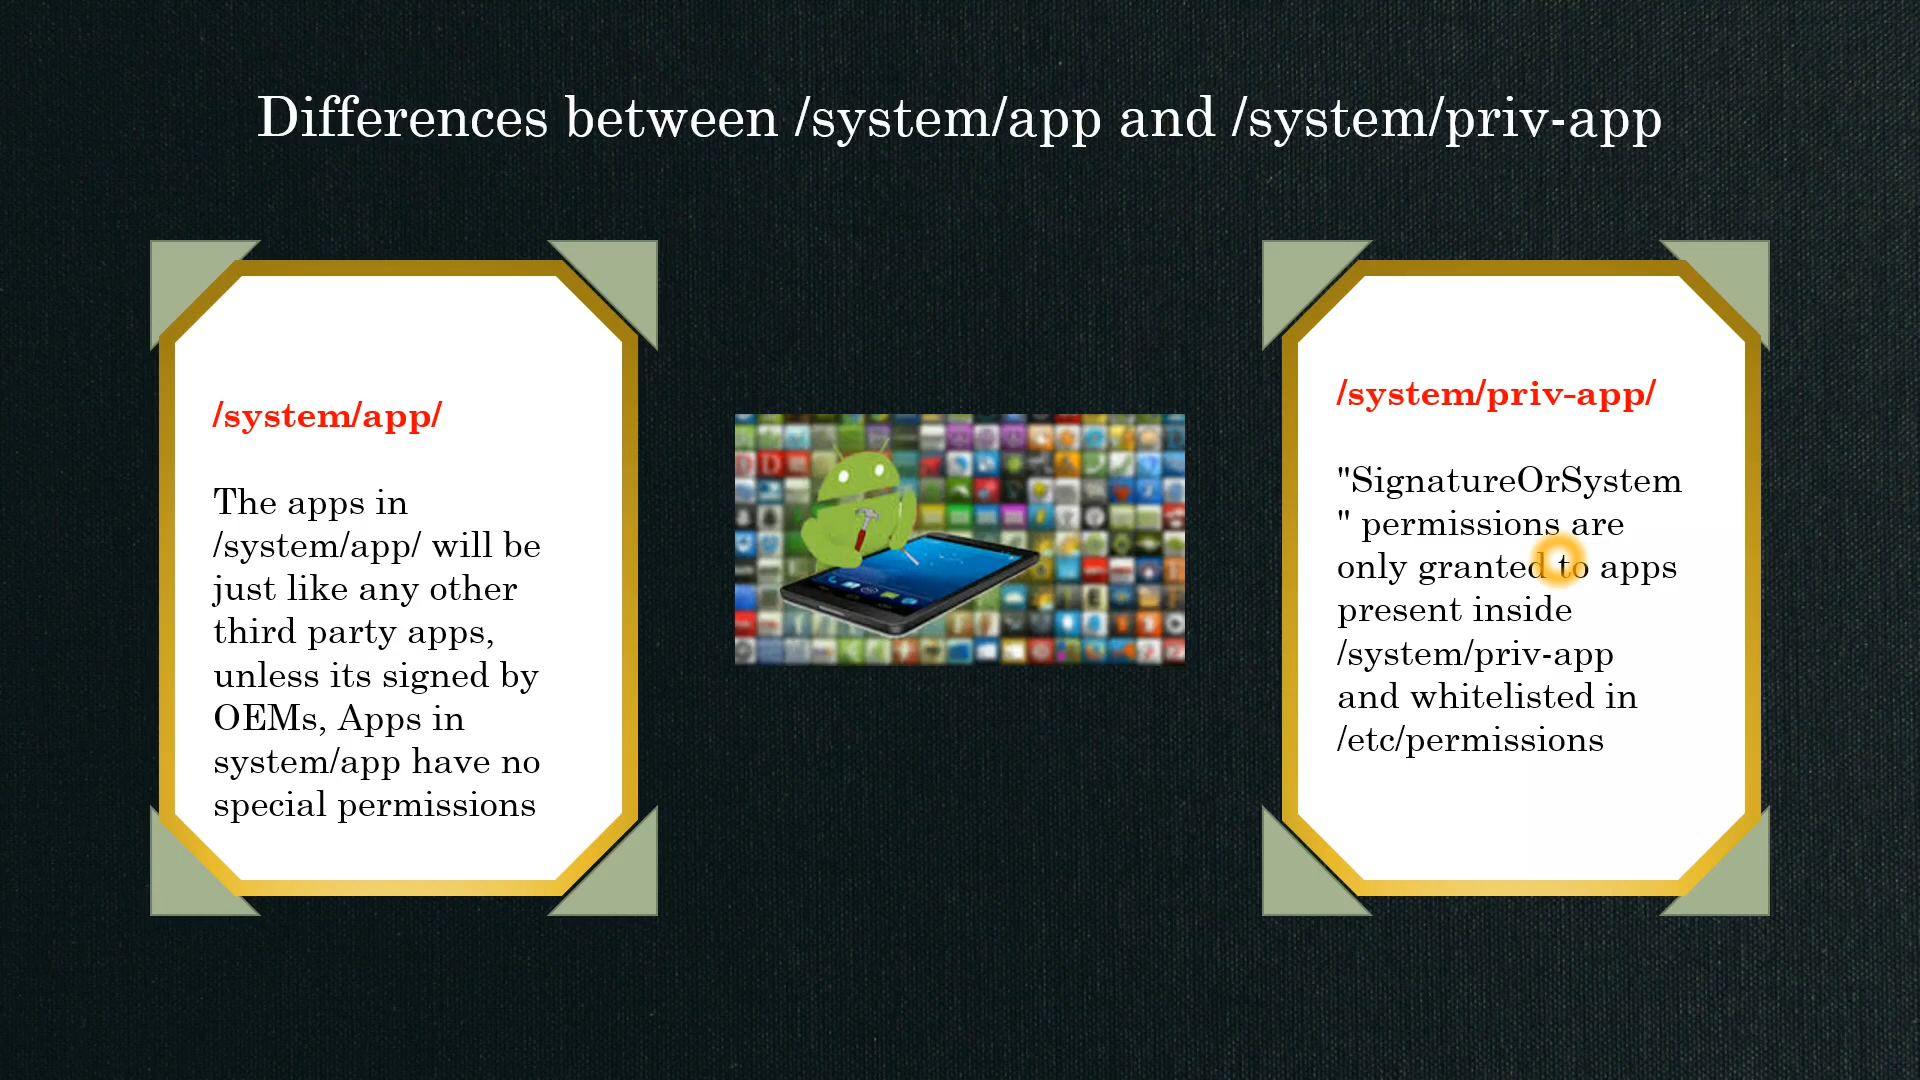 Differences between /system/app and /system/priv-app
/system/app/
The apps in
/system/app/ will be
just like any other
third party apps,
unless its signed by
OEMs, Apps in
system/app have no
special permissions
/system/priv-app/
"SignatureOrSystem
" permissions are
only granted to apps
present inside
/system/priv-app
and whitelisted in
/etc/permissions